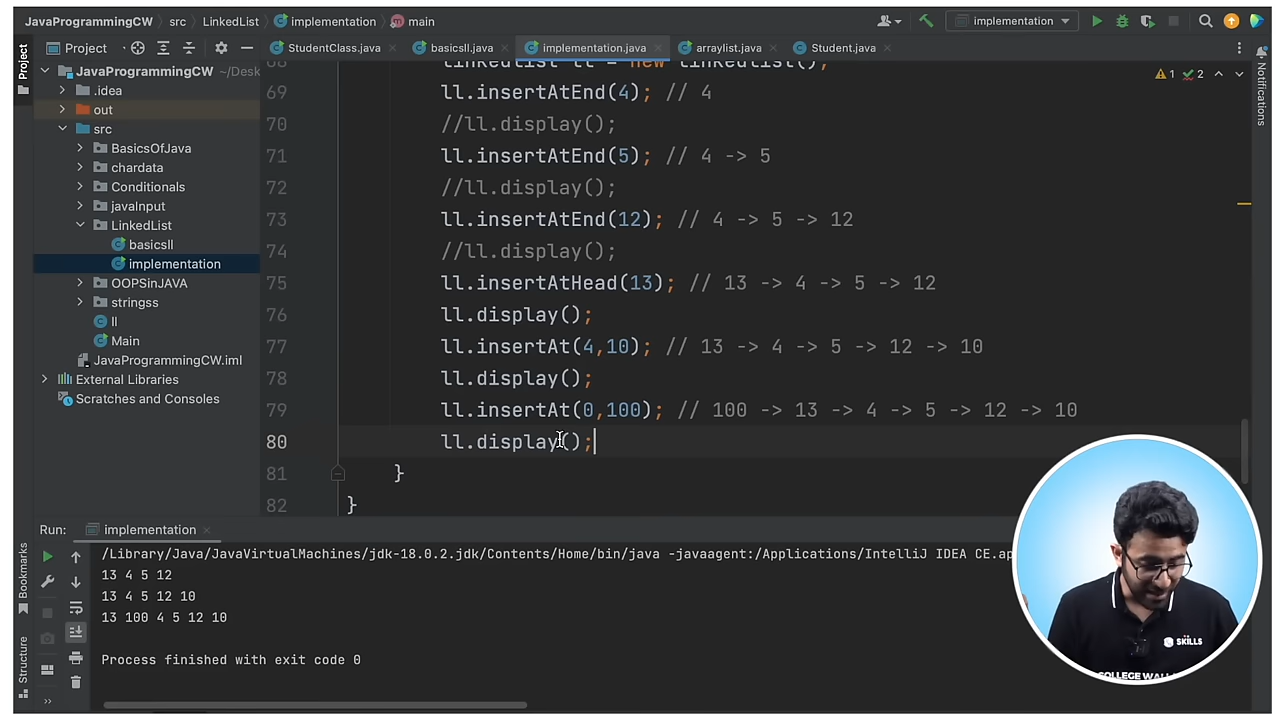 JavaProgrammingCW > src > LinkedList > implementation > main
implementation
Project
StudentClass.java
basicsll.java
implementation.java
arraylist.java
Student.java
Project
Notifications
Bookmarks
Structure
JavaProgrammingCW ~/Desk
.idea
out
src
BasicsOfJava
chardata
Conditionals
javaInput
LinkedList
basicsll
implementation
OOPSinJAVA
stringss
ll
Main
JavaProgrammingCW.iml
External Libraries
Scratches and Consoles
1 2
68 linkedlist ll = new linkedlist();
69 ll.insertAtEnd(4); // 4
70 //ll.display();
71 ll.insertAtEnd(5); // 4 -> 5
72 //ll.display();
73 ll.insertAtEnd(12); // 4 -> 5 -> 12
74 //ll.display();
75 ll.insertAtHead(13); // 13 -> 4 -> 5 -> 12
76 ll.display();
77 ll.insertAt(4,10); // 13 -> 4 -> 5 -> 12 -> 10
78 ll.display();
79 ll.insertAt(0,100); // 100 -> 13 -> 4 -> 5 -> 12 -> 10
80 ll.display();
81 }
82 }
Run: implementation
/Library/Java/JavaVirtualMachines/jdk-18.0.2.jdk/Contents/Home/bin/java -javaagent:/Applications/IntelliJ IDEA CE.ap
13 4 5 12
13 4 5 12 10
13 100 4 5 12 10
Process finished with exit code 0
SKILLS
COLLEGE WALL